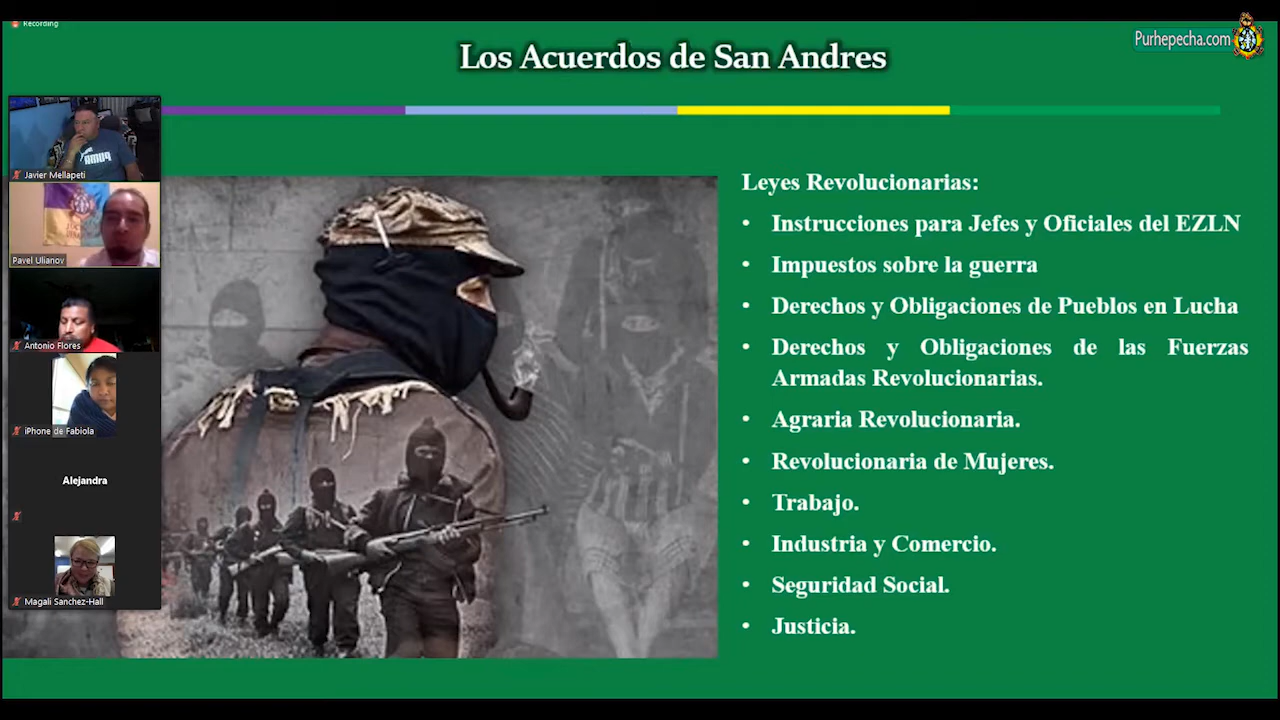 Recording
Purhepecha.com
Los Acuerdos de San Andres
Javier Mellapeti
PUMA
Pavel Ulianov
Antonio Flores
iPhone de Fabiola
Alejandra
Magali Sanchez-Hall
Leyes Revolucionarias:
• Instrucciones para Jefes y Oficiales del EZLN
• Impuestos sobre la guerra
• Derechos y Obligaciones de Pueblos en Lucha
• Derechos y Obligaciones de las Fuerzas
Armadas Revolucionarias.
• Agraria Revolucionaria.
• Revolucionaria de Mujeres.
• Trabajo.
• Industria y Comercio.
• Seguridad Social.
• Justicia.